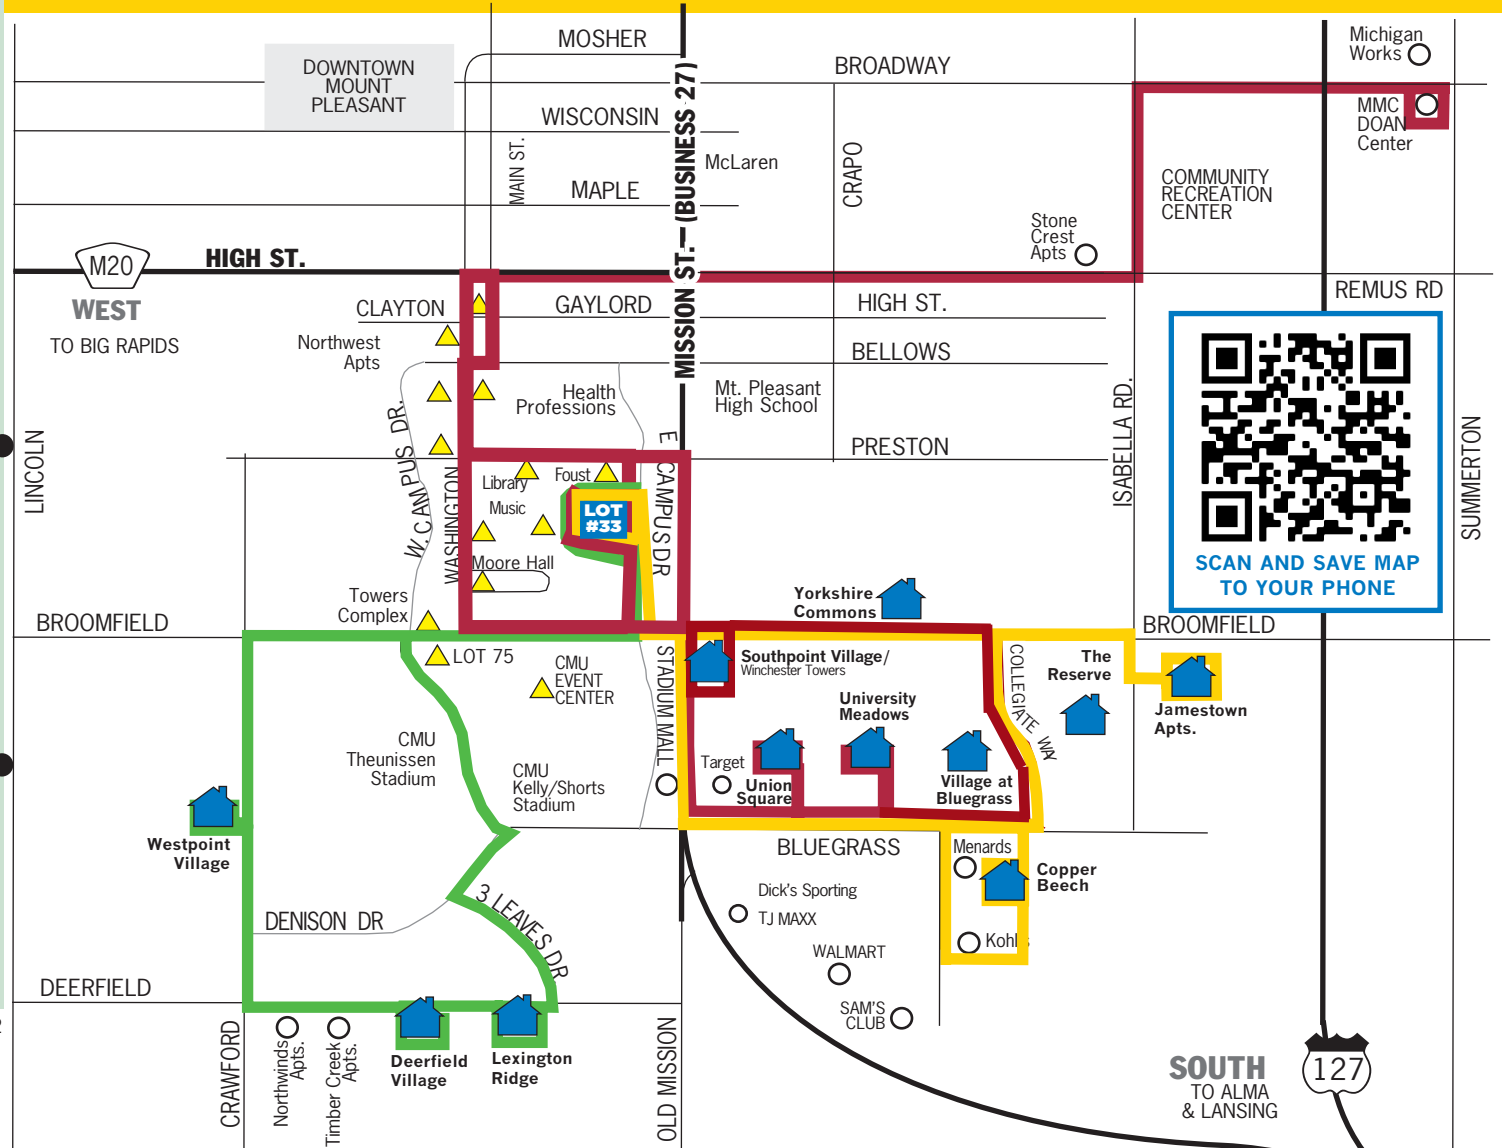 MOSHER
DOWNTOWN
MOUNT
PLEASANT
BROADWAY
Michigan
Works
WISCONSIN
MMC
DOAN
Center
MAIN ST.
MISSION ST. – (BUSINESS 27)
McLaren
CRAPO
MAPLE
COMMUNITY
RECREATION
CENTER
Stone
Crest
Apts
M20
HIGH ST.
WEST
TO BIG RAPIDS
CLAYTON
GAYLORD
HIGH ST.
REMUS RD
Northwest
Apts
BELLOWS
Health
Professions
Mt. Pleasant
High School
ISABELLA RD.
LINCOLN
W. CAMPUS DR.
WASHINGTON
E CAMPUS DR
PRESTON
SUMMERTON
Library
Foust
Music
LOT
#33
Moore Hall
SCAN AND SAVE MAP
TO YOUR PHONE
Towers
Complex
Yorkshire
Commons
BROOMFIELD
BROOMFIELD
LOT 75
CMU
EVENT
CENTER
STADIUM MALL
Southpoint Village/
Winchester Towers
COLLEGIATE WAY
The
Reserve
University
Meadows
Jamestown
Apts.
CMU
Theunissen
Stadium
CMU
Kelly/Shorts
Stadium
Target
Union
Square
Village at
Bluegrass
Westpoint
Village
BLUEGRASS
Menards
Copper
Beech
Dick's Sporting
TJ MAXX
3 LEAVES DR
DENISON DR
WALMART
Kohls
DEERFIELD
SAM'S
CLUB
CRAWFORD
Northwinds
Apts.
Timber Creek
Apts.
Deerfield
Village
Lexington
Ridge
OLD MISSION
SOUTH
TO ALMA
& LANSING
127